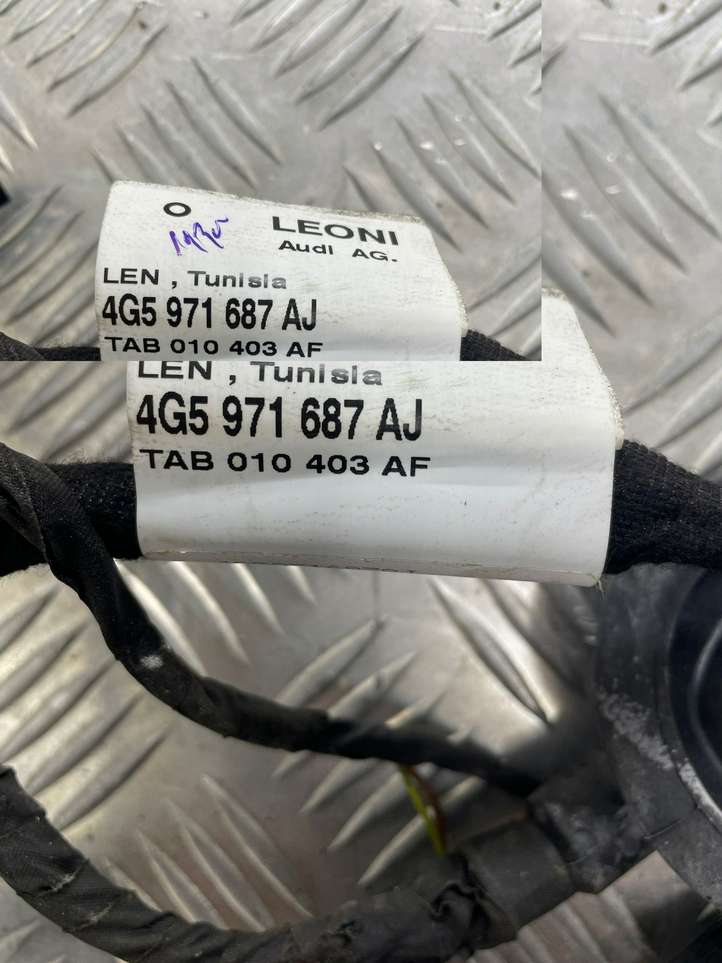 O LEONI
Audi AG.
LEN , Tunisia
4G5 971 687 AJ
TAB 010 403 AF
LEN , Tunisia
4G5 971 687 AJ
TAB 010 403 AF